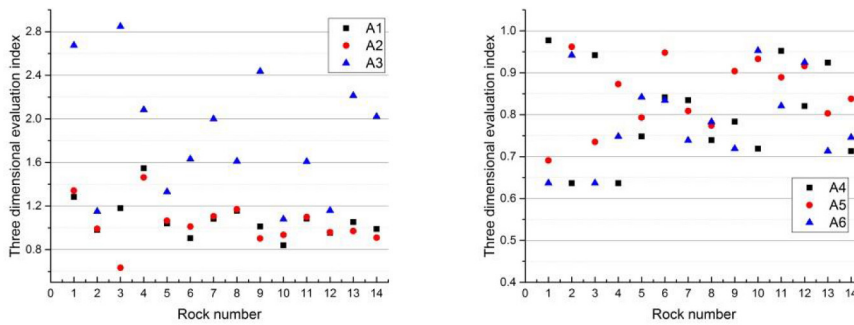 Three dimensional evaluation index
2.8
2.4
2.0
1.6
1.2
0.8
A1
A2
A3
0 1 2 3 4 5 6 7 8 9 10 11 12 13 14
Rock number
Three dimensional evaluation index
1.0
0.9
0.8
0.7
0.6
0.5
0.4
A4
A5
A6
0 1 2 3 4 5 6 7 8 9 10 11 12 13 14
Rock number